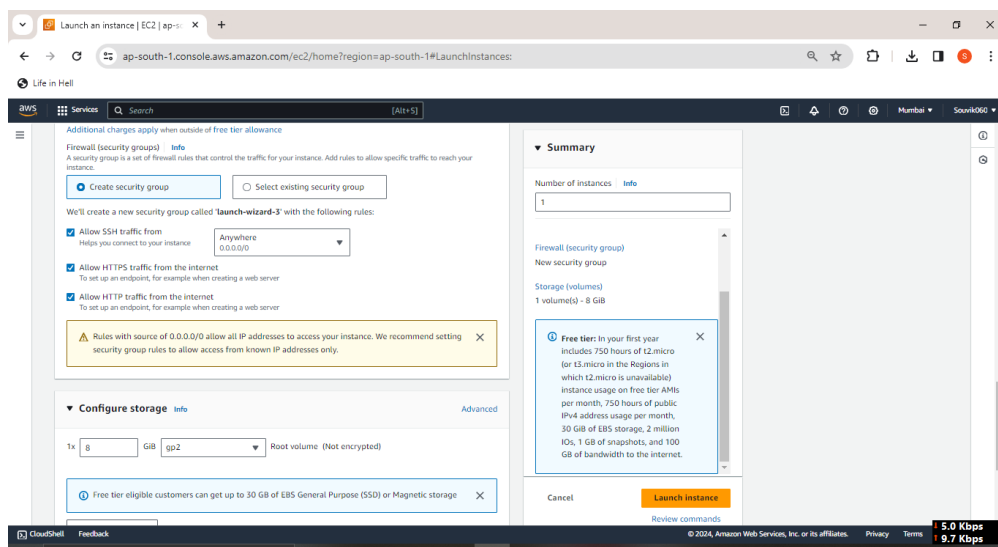 Launch an instance | EC2 | ap-so
ap-south-1.console.aws.amazon.com/ec2/home?region=ap-south-1#LaunchInstances:
S
Life in Hell
aws
Services
Search
[Alt+S]
Mumbai
Souvik060
Additional charges apply when outside of free tier allowance
Firewall (security groups) Info
A security group is a set of firewall rules that control the traffic for your instance. Add rules to allow specific traffic to reach your
instance.
Create security group
Select existing security group
We'll create a new security group called 'launch-wizard-3' with the following rules:
Allow SSH traffic from
Helps you connect to your instance
Anywhere
0.0.0.0/0
Allow HTTPS traffic from the internet
To set up an endpoint, for example when creating a web server
Allow HTTP traffic from the internet
To set up an endpoint, for example when creating a web server
Rules with source of 0.0.0.0/0 allow all IP addresses to access your instance. We recommend setting
security group rules to allow access from known IP addresses only.
Configure storage Info
Advanced
1x
8
GiB
gp2
Root volume (Not encrypted)
Free tier eligible customers can get up to 30 GB of EBS General Purpose (SSD) or Magnetic storage
Summary
Number of instances Info
1
Firewall (security group)
New security group
Storage (volumes)
1 volume(s) - 8 GiB
Free tier: In your first year
includes 750 hours of t2.micro
(or t3.micro in the Regions in
which t2.micro is unavailable)
instance usage on free tier AMIs
per month, 750 hours of public
IPv4 address usage per month,
30 GiB of EBS storage, 2 million
IOs, 1 GB of snapshots, and 100
GB of bandwidth to the internet.
Cancel
Launch instance
Review commands
CloudShell
Feedback
© 2024, Amazon Web Services, Inc. or its affiliates.
Privacy
Terms
5.0 Kbps
9.7 Kbps